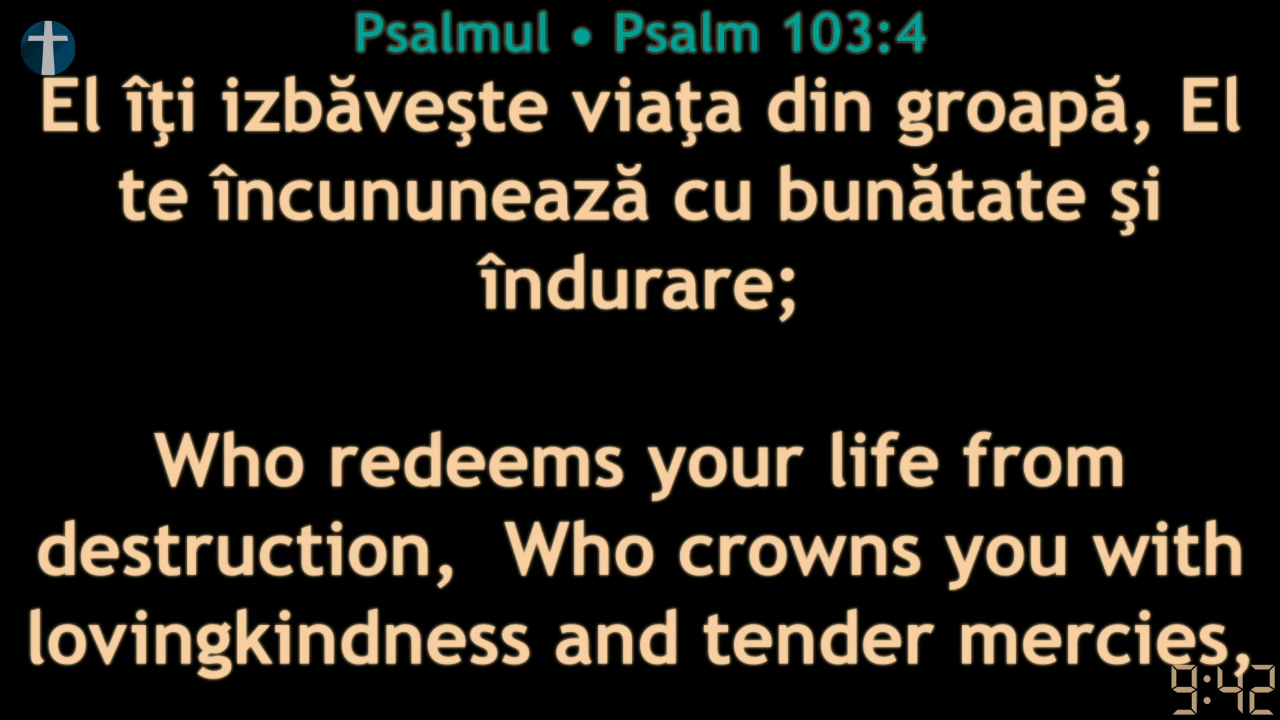 Psalmul • Psalm 103:4
El îţi izbăveşte viaţa din groapă, El
te încununează cu bunătate şi
îndurare;
Who redeems your life from
destruction,  Who crowns you with
lovingkindness and tender mercies,
9:42